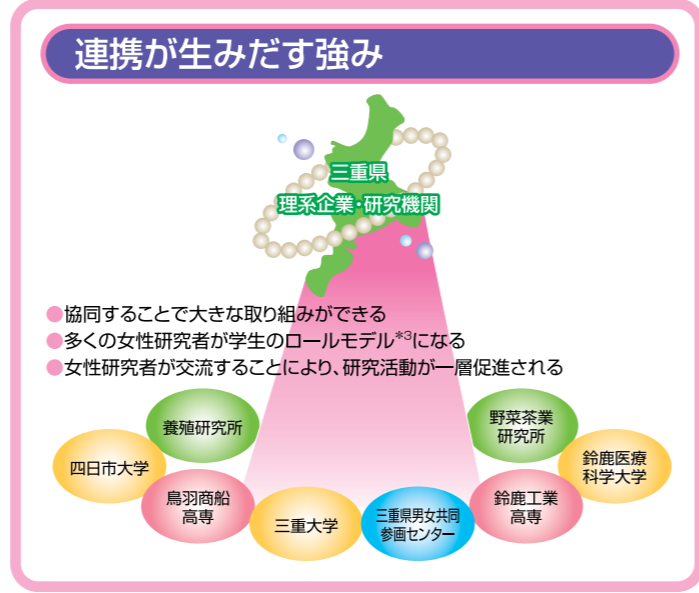 連携が生みだす強み
三重県
理系企業・研究機関
●協同することで大きな取り組みができる
●多くの女性研究者が学生のロールモデル*3になる
●女性研究者が交流することにより、研究活動が一層促進される
養殖研究所
野菜茶業
研究所
四日市大学
鈴鹿医療
科学大学
鳥羽商船
高専
鈴鹿工業
高専
三重大学
三重県男女共同
参画センター